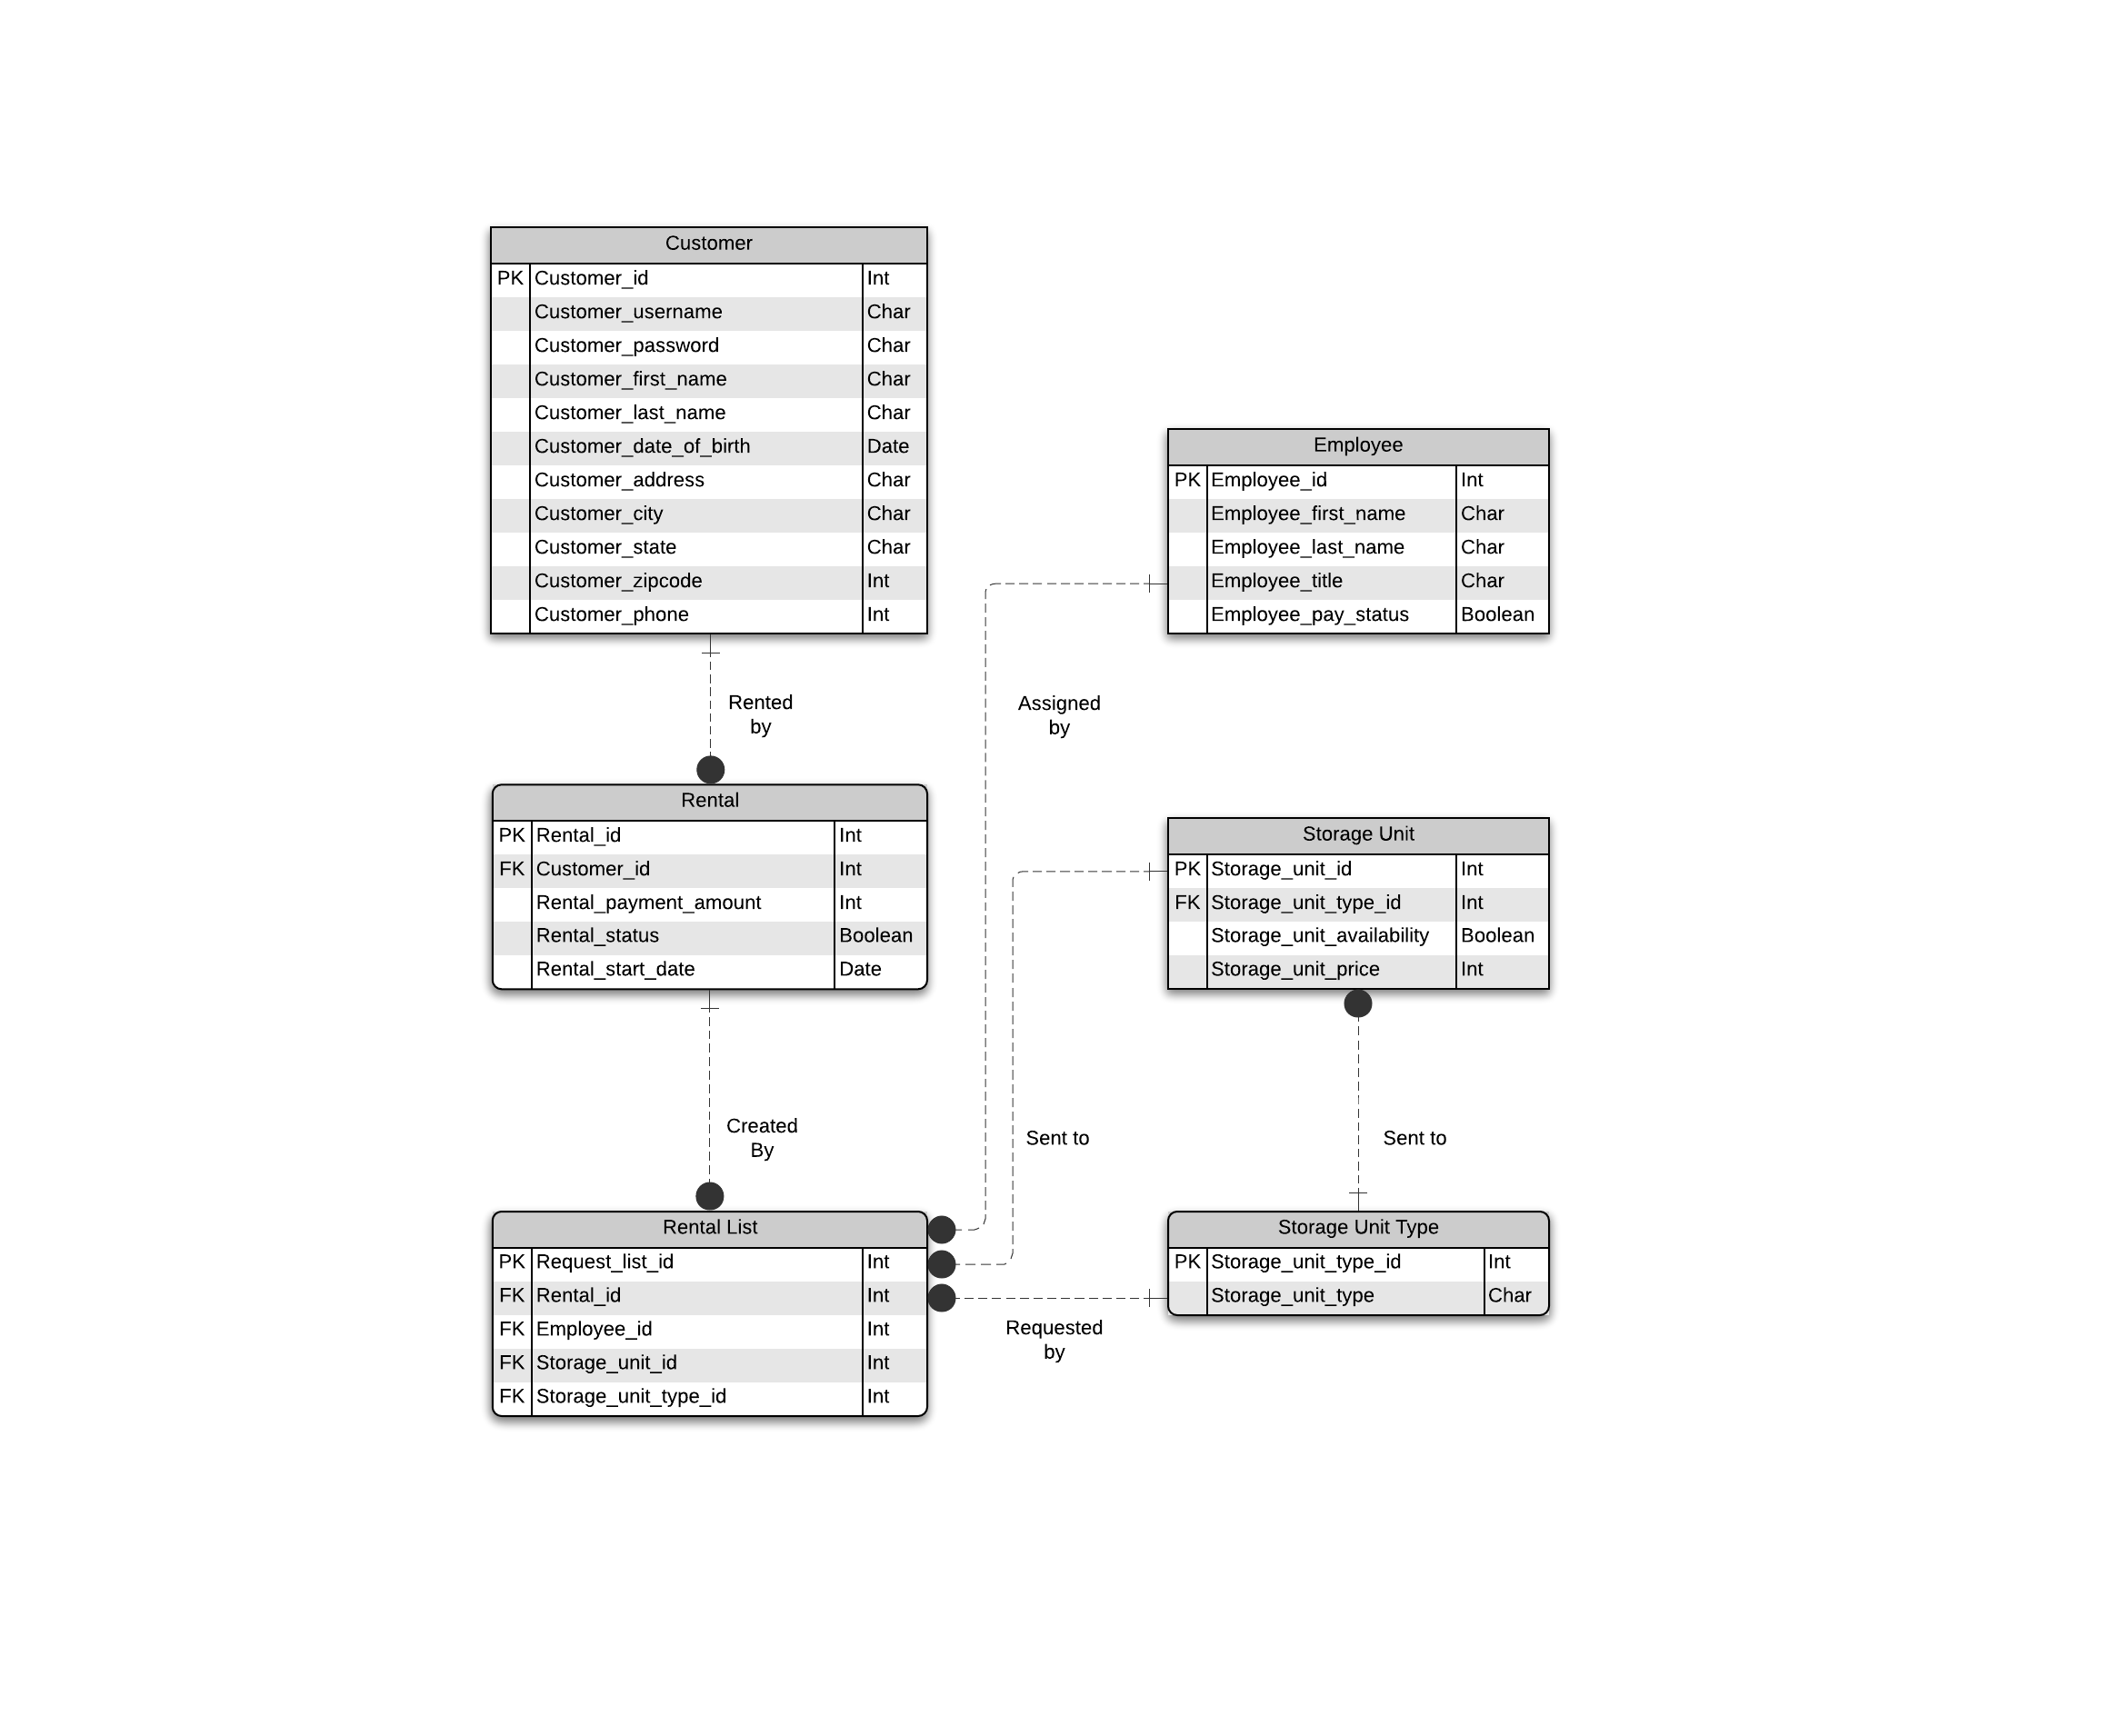 Customer
PK Customer_id Int
Customer_username Char
Customer_password Char
Customer_first_name Char
Customer_last_name Char
Customer_date_of_birth Date
Customer_address Char
Customer_city Char
Customer_state Char
Customer_zipcode Int
Customer_phone Int
Employee
PK Employee_id Int
Employee_first_name Char
Employee_last_name Char
Employee_title Char
Employee_pay_status Boolean
Rented
by
Assigned
by
Rental
PK Rental_id Int
FK Customer_id Int
Rental_payment_amount Int
Rental_status Boolean
Rental_start_date Date
Storage Unit
PK Storage_unit_id Int
FK Storage_unit_type_id Int
Storage_unit_availability Boolean
Storage_unit_price Int
Created
By
Sent to
Sent to
Rental List
PK Request_list_id Int
FK Rental_id Int
FK Employee_id Int
FK Storage_unit_id Int
FK Storage_unit_type_id Int
Requested
by
Storage Unit Type
PK Storage_unit_type_id Int
Storage_unit_type Char